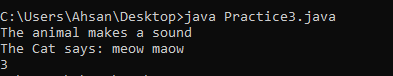 C:\Users\Ahsan\Desktop>java Practice3.java
The animal makes a sound
The Cat says: meow maow
3